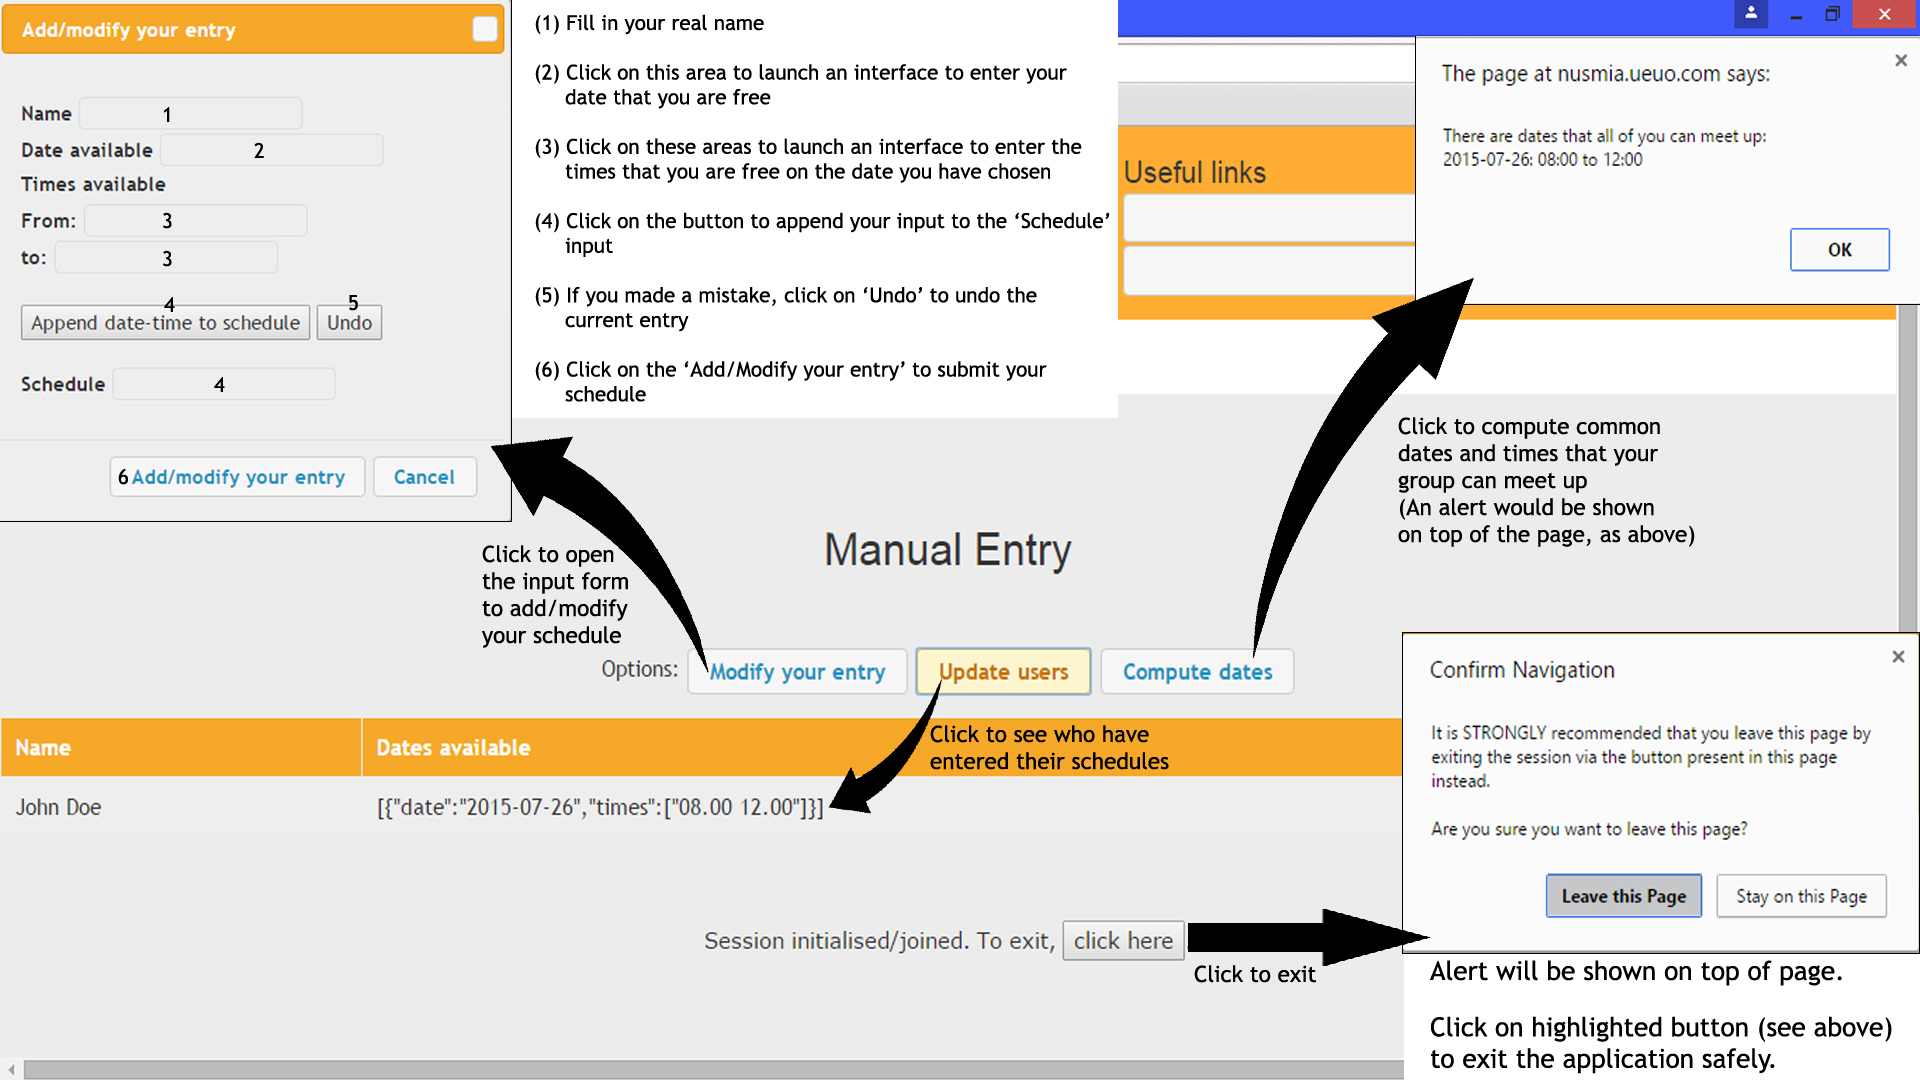 Add/modify your entry
Name 1
Date available 2
Times available
From: 3
to: 3
4
5
Append date-time to schedule
Undo
Schedule 4
6 Add/modify your entry
Cancel
(1) Fill in your real name
(2) Click on this area to launch an interface to enter your
date that you are free
(3) Click on these areas to launch an interface to enter the
times that you are free on the date you have chosen
(4) Click on the button to append your input to the ‘Schedule’
input
(5) If you made a mistake, click on ‘Undo’ to undo the
current entry
(6) Click on the ‘Add/Modify your entry’ to submit your
schedule
Useful links
The page at nusmia.ueuo.com says:
There are dates that all of you can meet up:
2015-07-26: 08:00 to 12:00
OK
Click to compute common
dates and times that your
group can meet up
(An alert would be shown
on top of the page, as above)
Click to open
the input form
to add/modify
your schedule
Manual Entry
Options:
Modify your entry
Update users
Compute dates
Name
Dates available
Click to see who have
entered their schedules
John Doe
[{"date":"2015-07-26","times":["08.00 12.00"]}]
Session initialised/joined. To exit, click here
Click to exit
Confirm Navigation
It is STRONGLY recommended that you leave this page by
exiting the session via the button present in this page
instead.
Are you sure you want to leave this page?
Leave this Page
Stay on this Page
Alert will be shown on top of page.
Click on highlighted button (see above)
to exit the application safely.